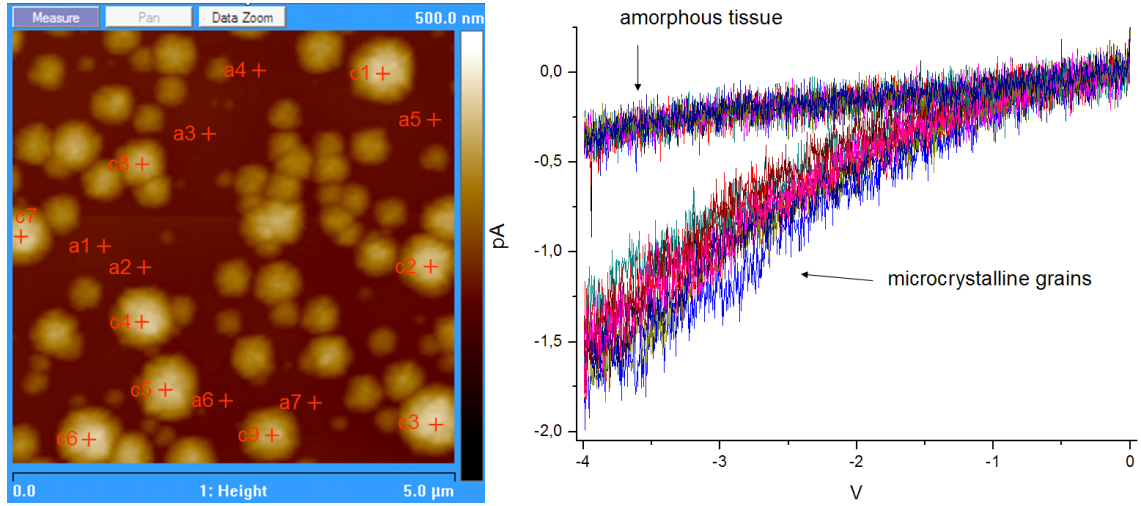 Measure Pan Data Zoom 500.0 nm
a4
c1
a5
a3
c8
c7
a1
a2
c2
c4
c5
a6
a7
c3
c6
c9
0.0 1: Height 5.0 µm
amorphous tissue
microcrystalline grains
pA
0,0
-0,5
-1,0
-1,5
-2,0
-4 -3 -2 -1 0
V